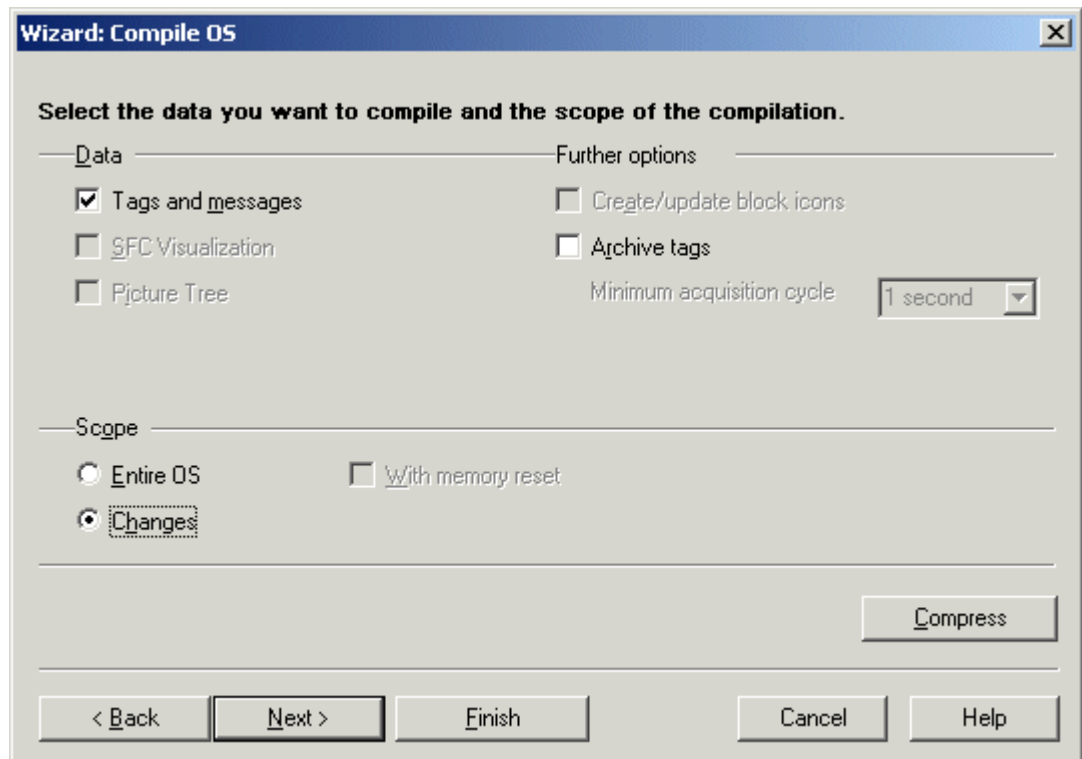 Wizard: Compile OS
Select the data you want to compile and the scope of the compilation.
Data
Further options
Tags and messages
Create/update block icons
SFC Visualization
Archive tags
Picture Tree
Minimum acquisition cycle
1 second
Scope
Entire OS
With memory reset
Changes
Compress
< Back
Next >
Finish
Cancel
Help